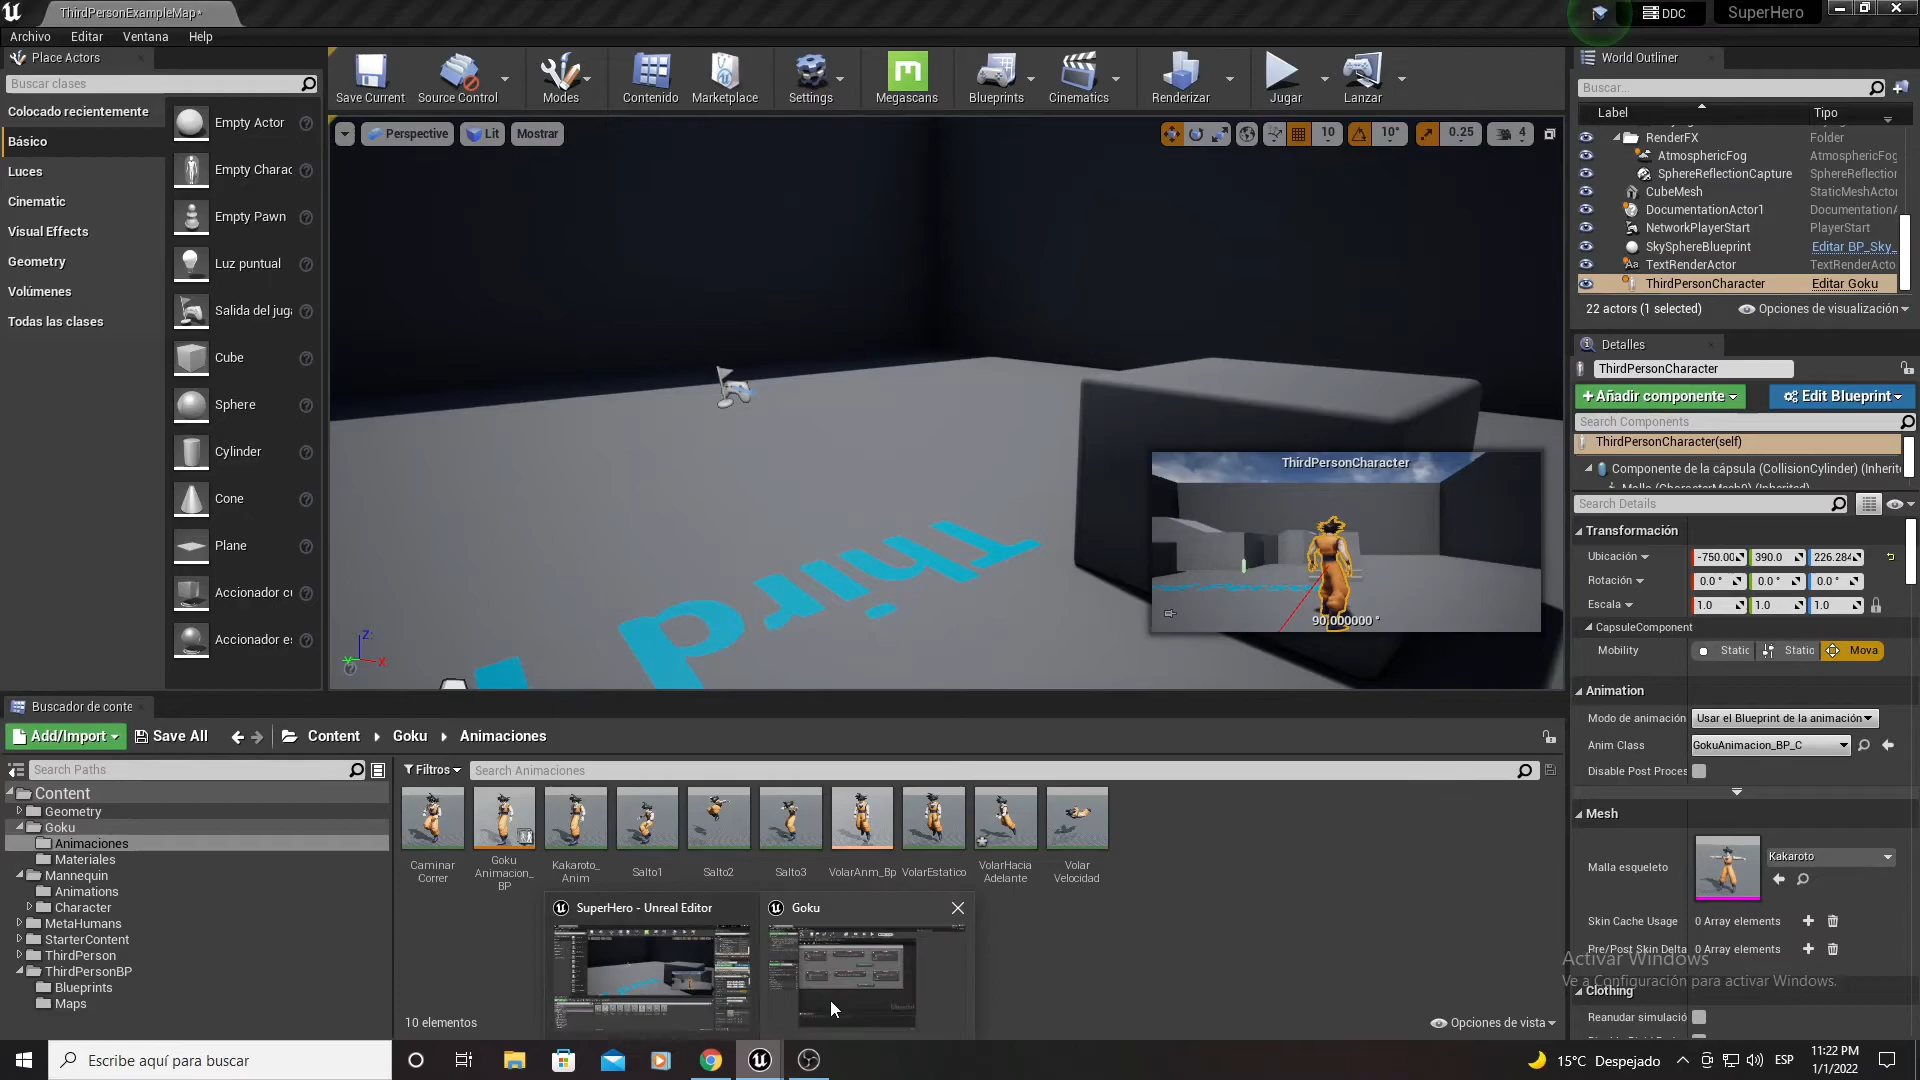 ThirdPersonExampleMap*
DDC
SuperHero
Archivo
Editar
Ventana
Help
Place Actors
Buscar clases
Colocado recientemente
Básico
Luces
Cinematic
Visual Effects
Geometry
Volúmenes
Todas las clases
Empty Actor
Empty Charac
Empty Pawn
Luz puntual
Salida del juga
Cube
Sphere
Cylinder
Cone
Plane
Accionador cu
Accionador es
Save Current
Source Control
Modes
Contenido
Marketplace
Settings
Megascans
Blueprints
Cinematics
Renderizar
Jugar
Lanzar
Perspective
Lit
Mostrar
10
10°
0.25
4
Third P
ThirdPersonCharacter
90.000000 °
Z
X
Y
World Outliner
Buscar...
Label
Tipo
RenderFX
Folder
AtmosphericFog
AtmosphericFog
SphereReflectionCapture
SphereReflection
CubeMesh
StaticMeshActor
DocumentationActor1
DocumentationA
NetworkPlayerStart
PlayerStart
SkySphereBlueprint
Editar BP_Sky_
TextRenderActor
TextRenderActo
ThirdPersonCharacter
Editar Goku
22 actors (1 selected)
Opciones de visualización
Detalles
ThirdPersonCharacter
+Añadir componente
Edit Blueprint
Search Components
ThirdPersonCharacter(self)
Componente de la cápsula (CollisionCylinder) (Inherite
Malla (CharacterMesh0) (Inherited)
Search Details
Transformación
Ubicación
-750.00
390.0
226.284
Rotación
0.0 °
0.0 °
0.0 °
Escala
1.0
1.0
1.0
CapsuleComponent
Mobility
Static
Static
Mova
Animation
Modo de animación
Usar el Blueprint de la animación
Anim Class
GokuAnimacion_BP_C
Disable Post Proces
Mesh
Malla esqueleto
Kakaroto
Skin Cache Usage
0 Array elements
Pre/Post Skin Delta
0 Array elements
Clothing
Reanudar simulació
Activar Windows
Ve a Configuración para activar Windows.
Buscador de conte
Add/Import
Save All
Content
Goku
Animaciones
Search Paths
Filtros
Search Animaciones
Content
Geometry
Goku
Animaciones
Materiales
Mannequin
Animations
Character
MetaHumans
StarterContent
ThirdPerson
ThirdPersonBP
Blueprints
Maps
Caminar
Correr
Goku
Animacion_
BP
Kakaroto_
Anim
Salto1
Salto2
Salto3
VolarAnm_Bp
VolarEstatico
VolarHacia
Adelante
Volar
Velocidad
SuperHero - Unreal Editor
Goku
10 elementos
Opciones de vista
Escribe aquí para buscar
15°C Despejado
ESP
11:22 PM
1/1/2022